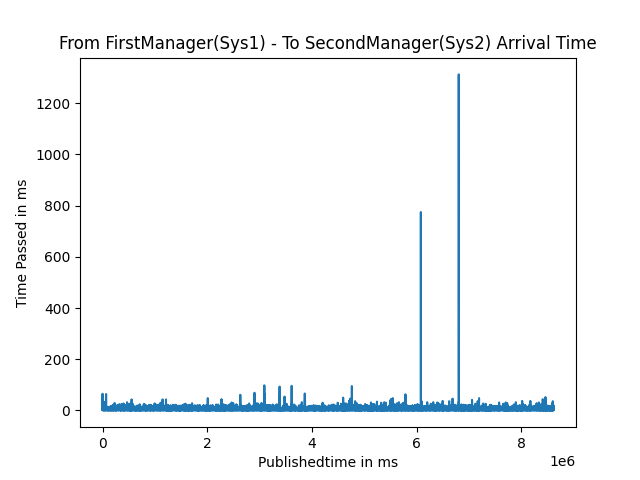 From FirstManager(Sys1) - To SecondManager(Sys2) Arrival Time
Time Passed in ms
1200
1000
800
600
400
200
0
0 2 4 6 8
1e6
Publishedtime in ms